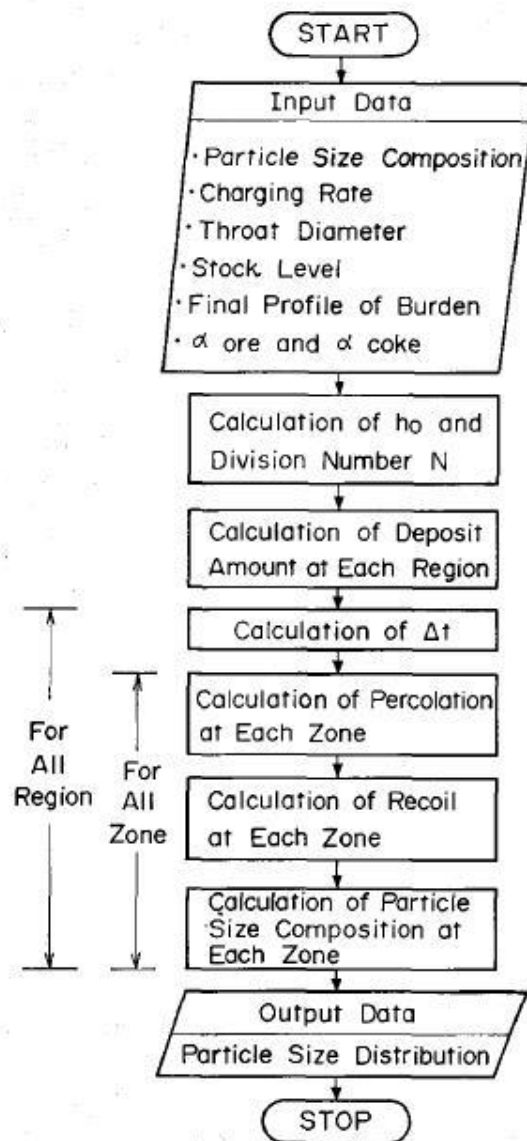 START
Input Data
· Particle Size Composition
· Charging Rate
· Throat Diameter
· Stock Level
· Final Profile of Burden
· α ore and α coke
Calculation of h₀ and
Division Number N
Calculation of Deposit
Amount at Each Region
Calculation of Δt
Calculation of Percolation
at Each Zone
For
All
Region
For
All
Zone
Calculation of Recoil
at Each Zone
Calculation of Particle
Size Composition at
Each Zone
Output Data
Particle Size Distribution
STOP